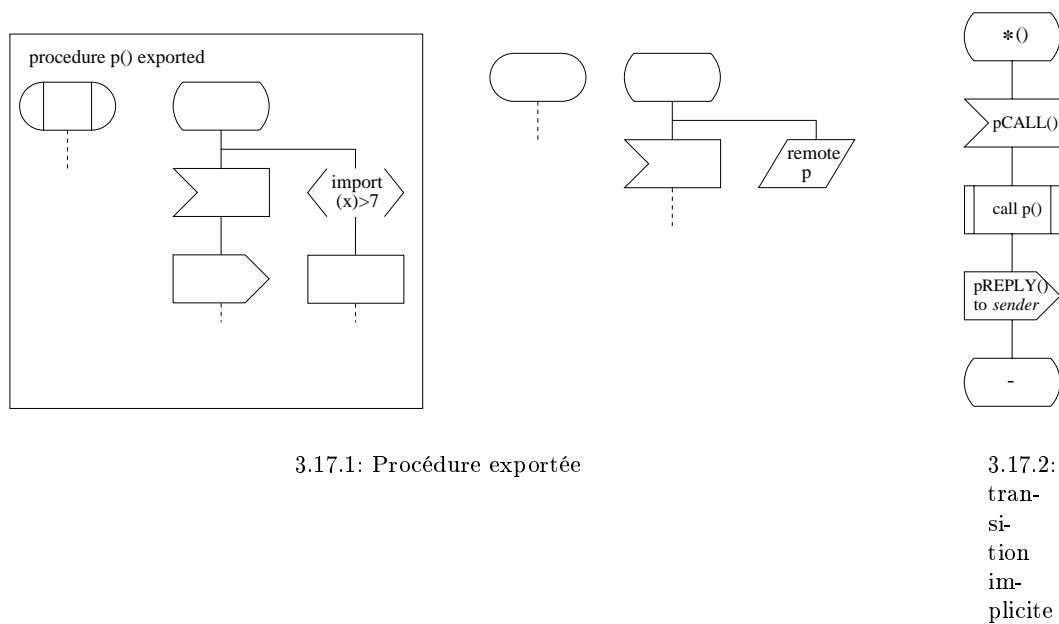 procedure p() exported
import
(x)>7
remote
p
*()
pCALL()
call p()
pREPLY()
to sender
-
3.17.1: Procédure exportée
3.17.2:
tran-
si-
tion
im-
plicite